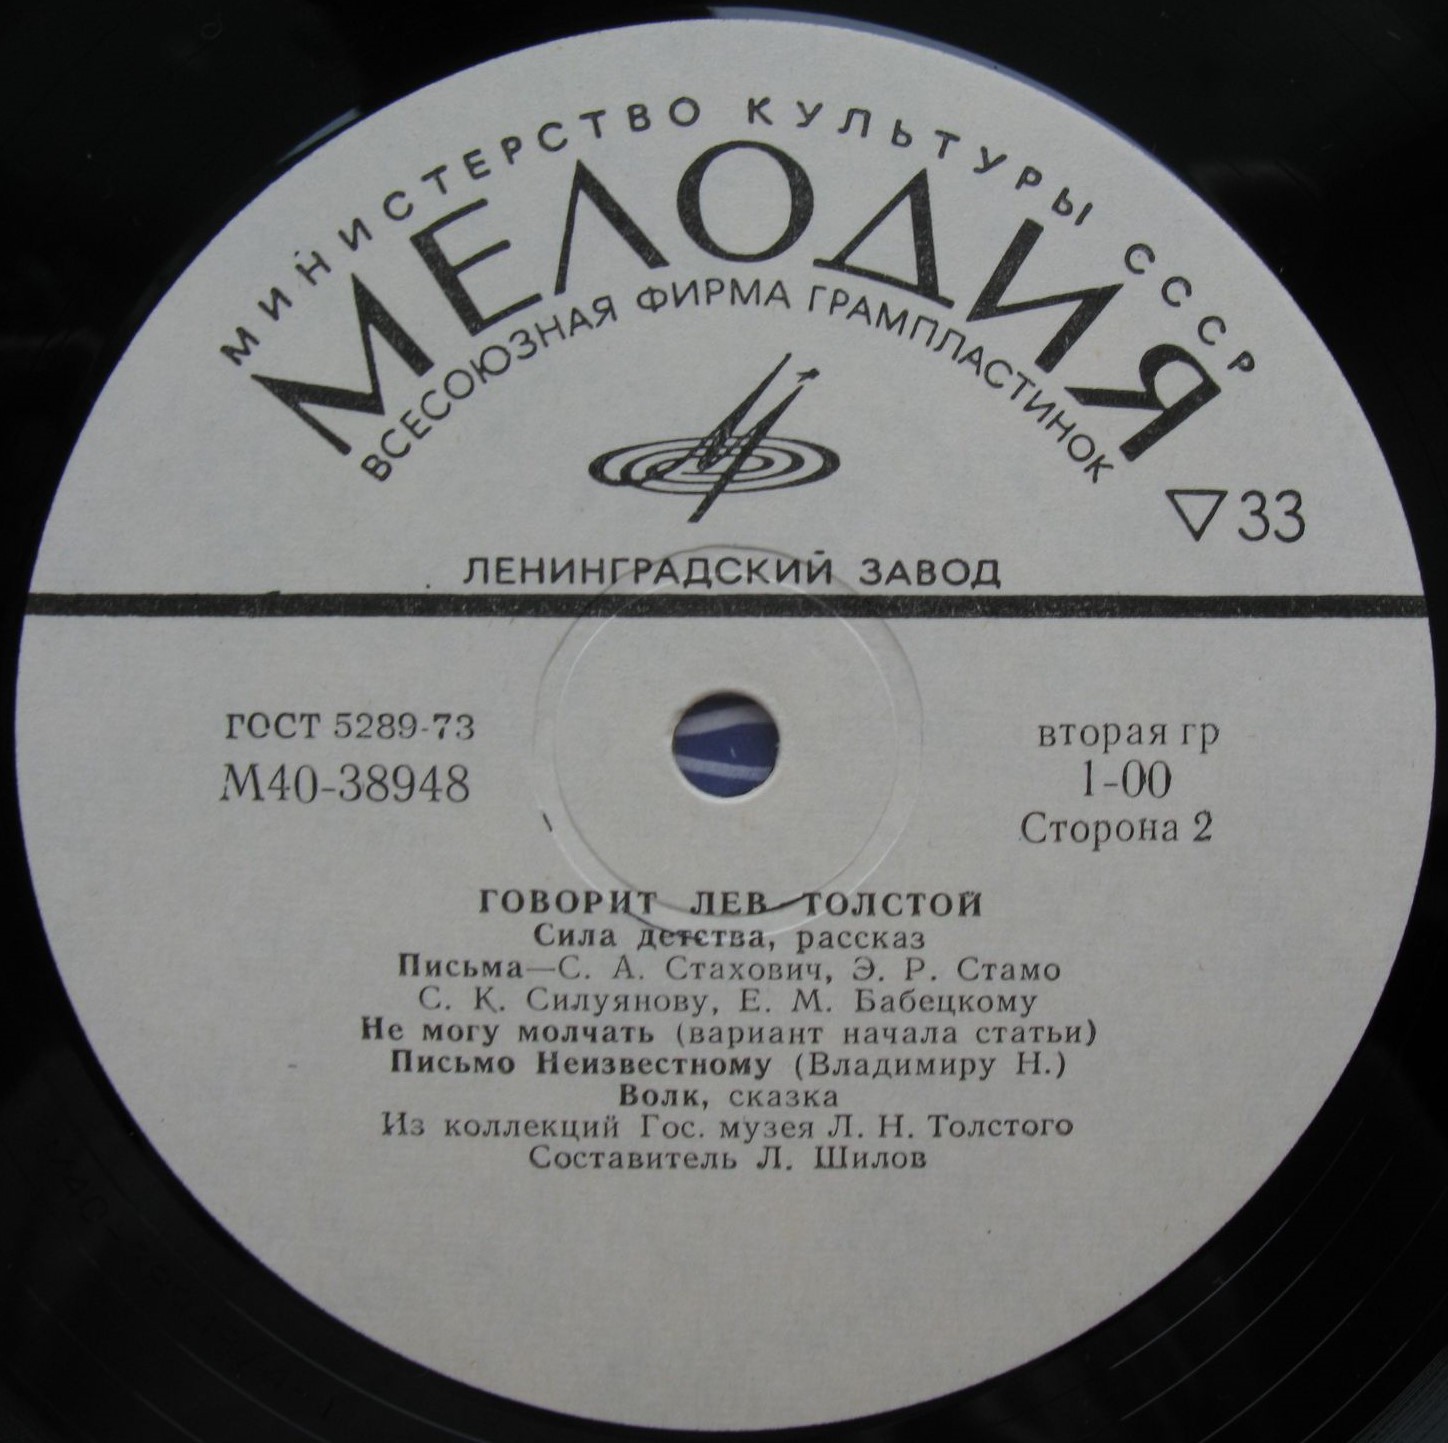 МИНИСТЕРСТВО КУЛЬТУРЫ СССР
МЕЛОДИЯ
ВСЕСОЮЗНАЯ ФИРМА ГРАМПЛАСТИНОК
▽33
ЛЕНИНГРАДСКИЙ ЗАВОД
ГОСТ 5289-73
М40-38948
вторая гр
1-00
Сторона 2
ГОВОРИТ ЛЕВ ТОЛСТОЙ
Сила детства, рассказ
Письма—С. А. Стахович, Э. Р. Стамо
С. К. Силуянову, Е. М. Бабецкому
Не могу молчать (вариант начала статьи)
Письмо Неизвестному (Владимиру Н.)
Волк, сказка
Из коллекций Гос. музея Л. Н. Толстого
Составитель Л. Шилов